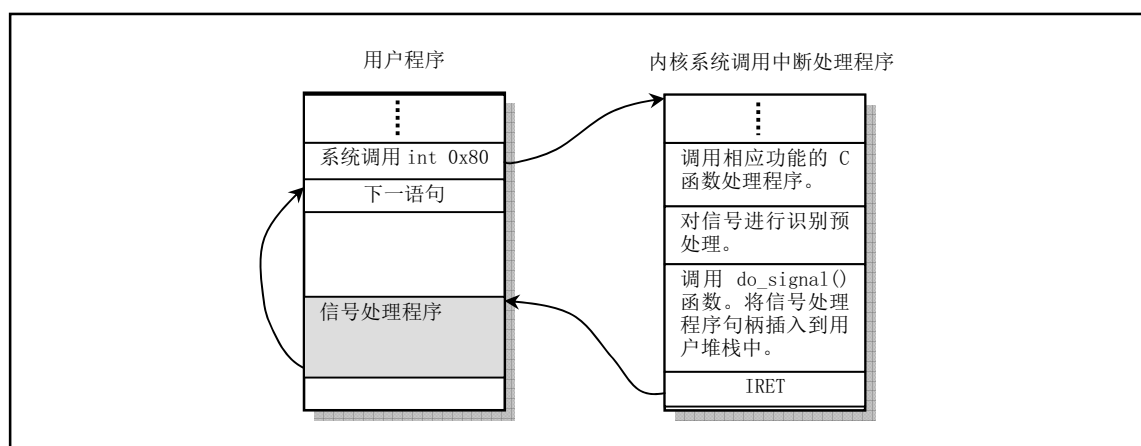 用户程序
系统调用 int 0x80
下一语句
信号处理程序
内核系统调用中断处理程序
调用相应功能的 C
函数处理程序。
对信号进行识别预
处理。
调用 do_signal()
函数。将信号处理
程序句柄插入到用
户堆栈中。
IRET